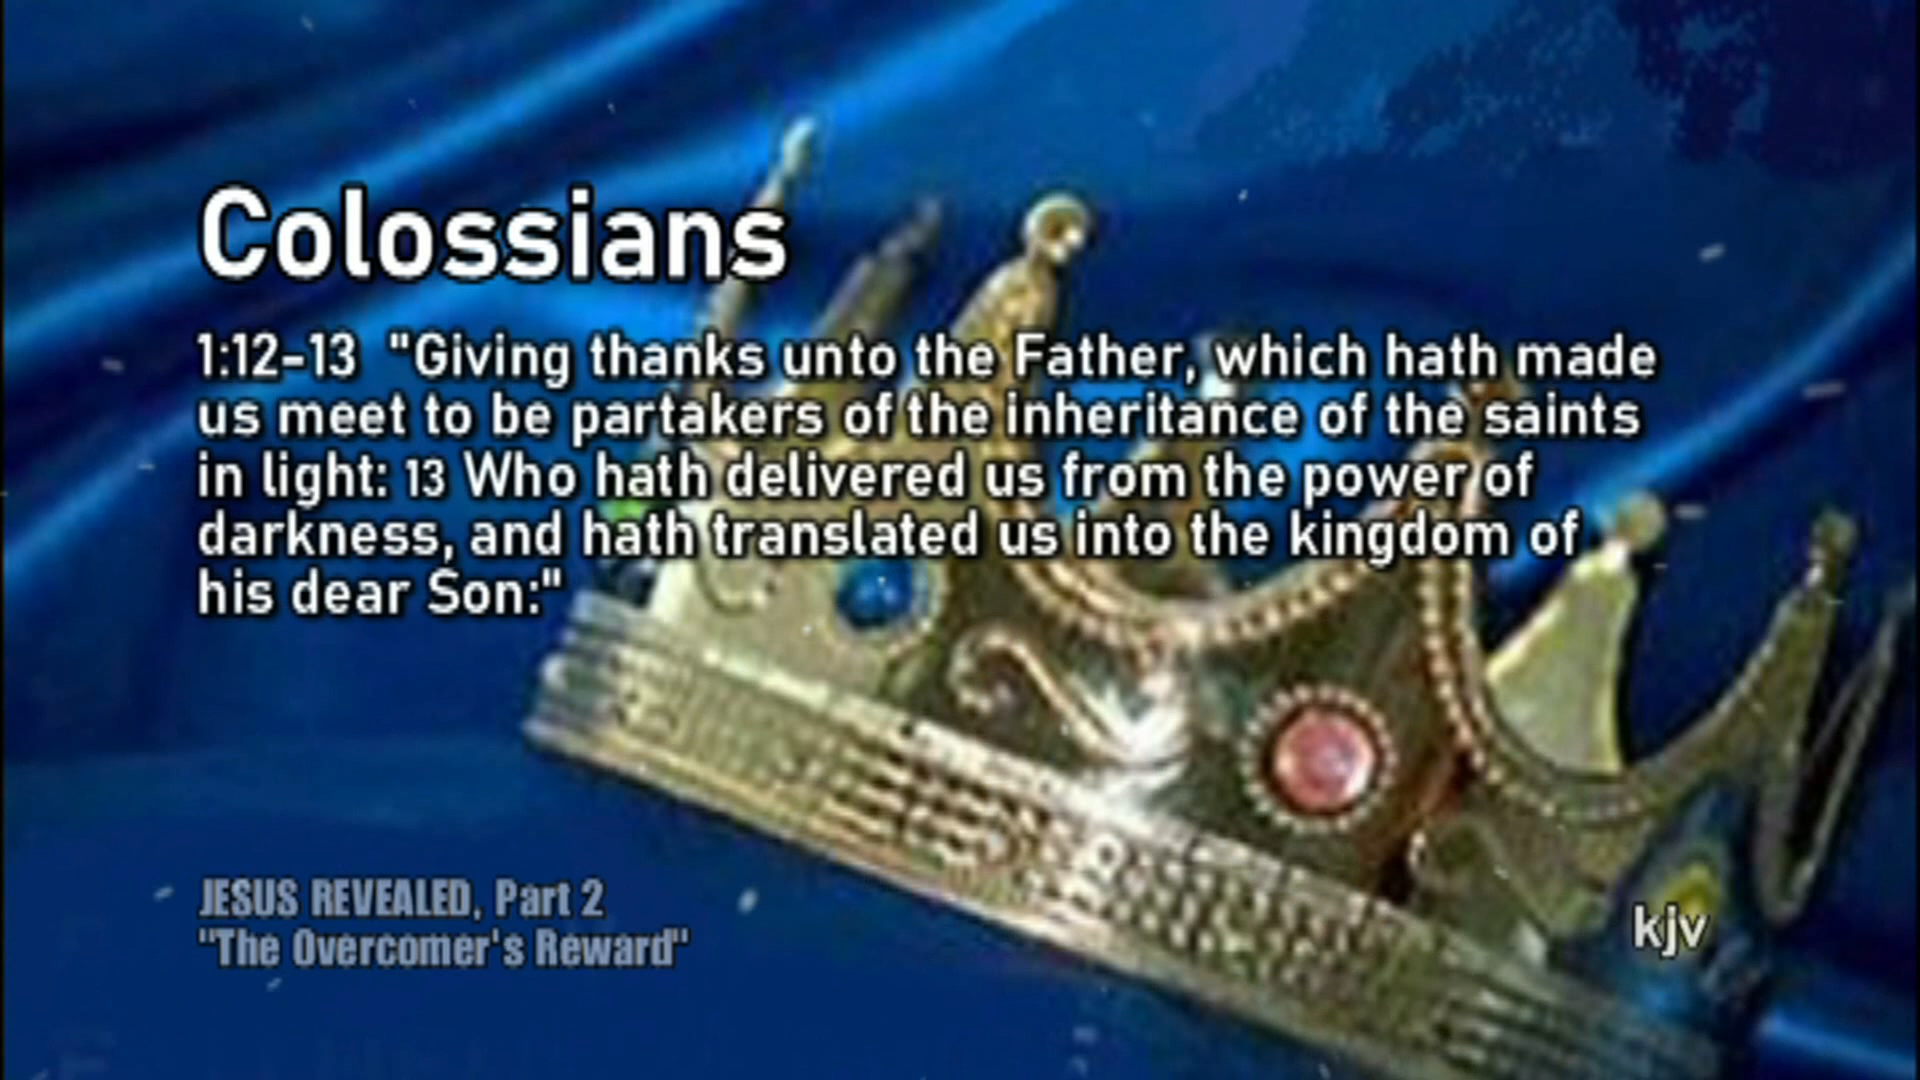 Colossians
1:12-13 "Giving thanks unto the Father, which hath made
us meet to be partakers of the inheritance of the saints
in light: 13 Who hath delivered us from the power of
darkness, and hath translated us into the kingdom of
his dear Son:"
JESUS REVEALED, Part 2
"The Overcomer's Reward"
kjv